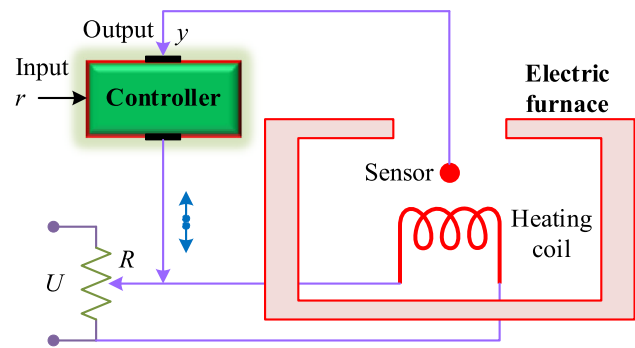 Output y
Input
r
Controller
Electric
furnace
Sensor
Heating
coil
R
U